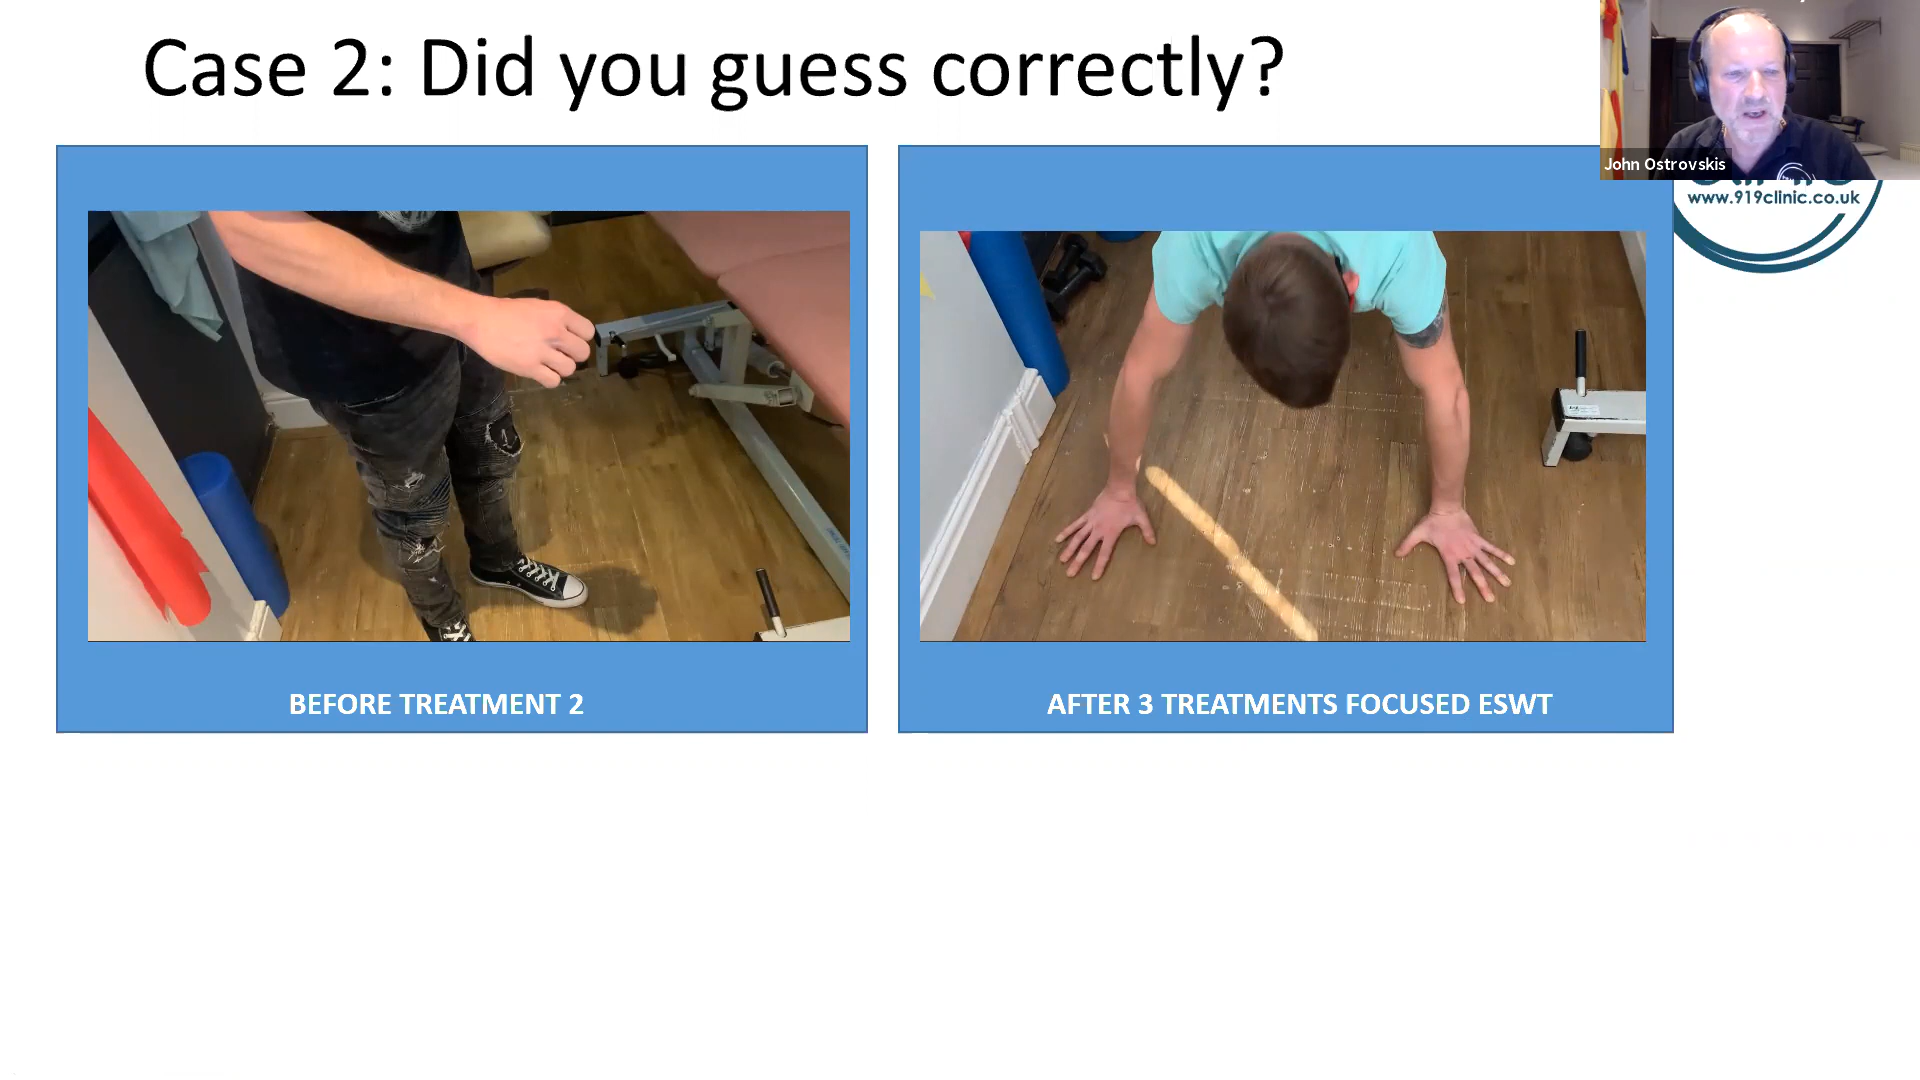 Case 2: Did you guess correctly?
John Ostrovskis
www.919clinic.co.uk
BEFORE TREATMENT 2
AFTER 3 TREATMENTS FOCUSED ESWT